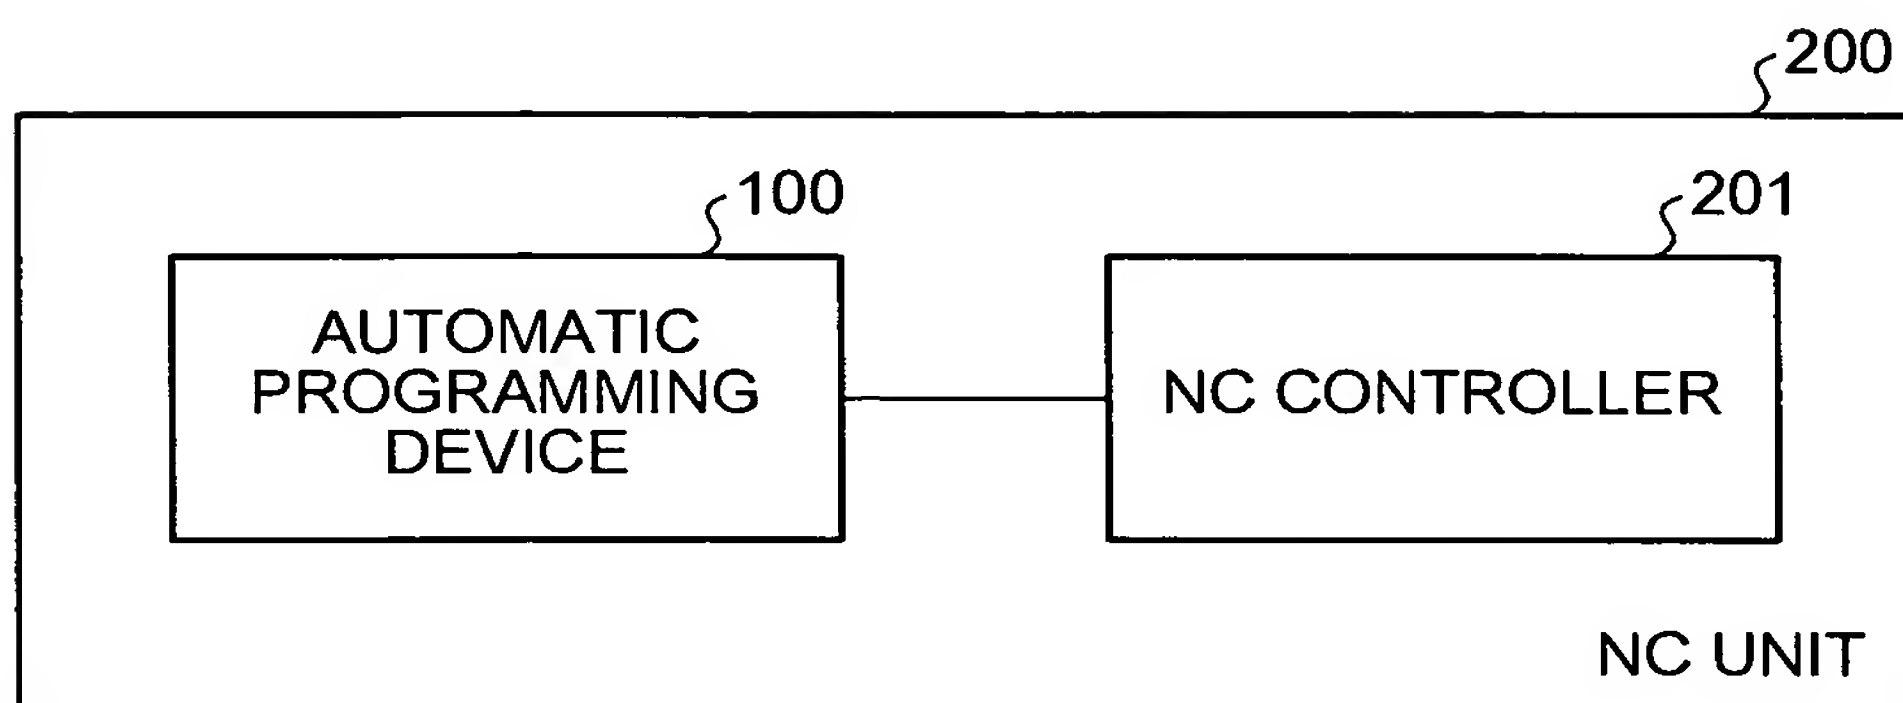 200
100
201
AUTOMATIC
PROGRAMMING
DEVICE
NC CONTROLLER
NC UNIT